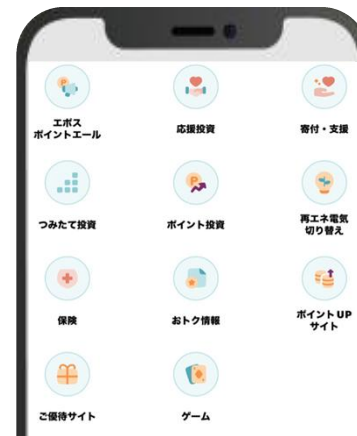 エポス
ポイントエール
応援投資
寄付・支援
つみたて投資
ポイント投資
再エネ電気
切り替え
保険
おトク情報
ポイント UP
サイト
ご優待サイト
ゲーム